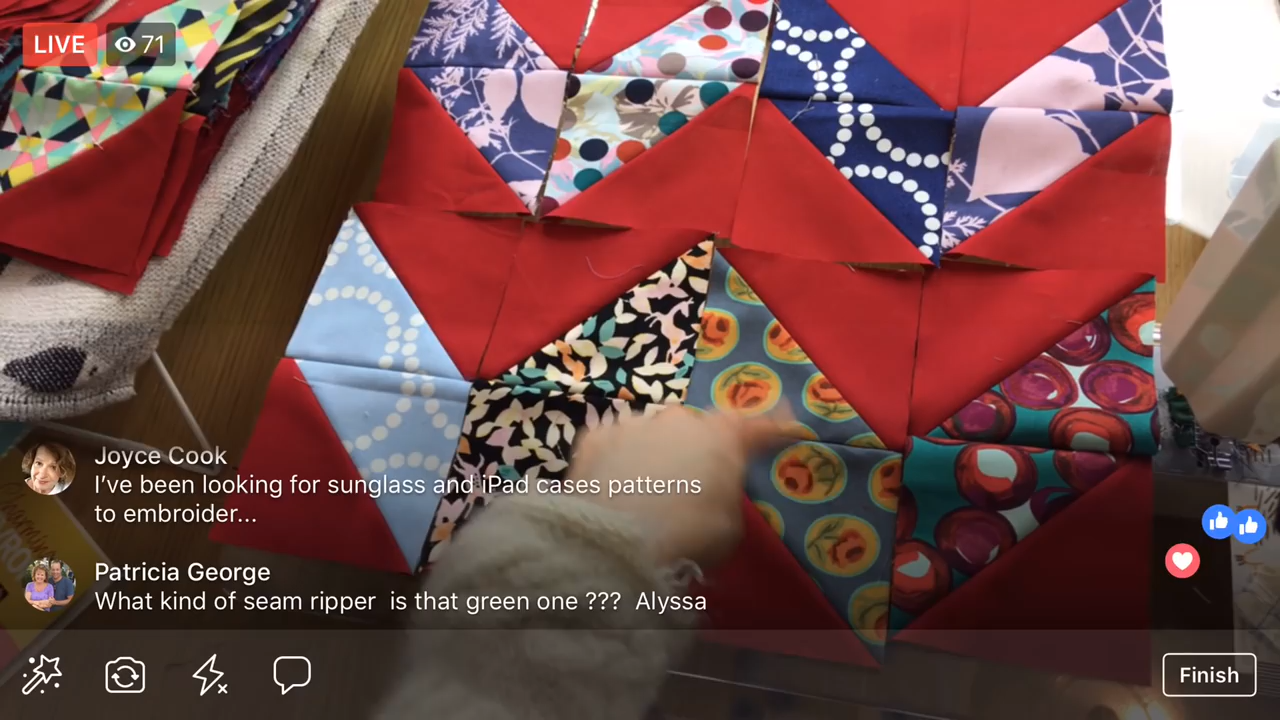 LIVE 71
Joyce Cook
I've been looking for sunglass and iPad cases patterns
to embroider...
Patricia George
What kind of seam ripper is that green one ??? Alyssa
Finish